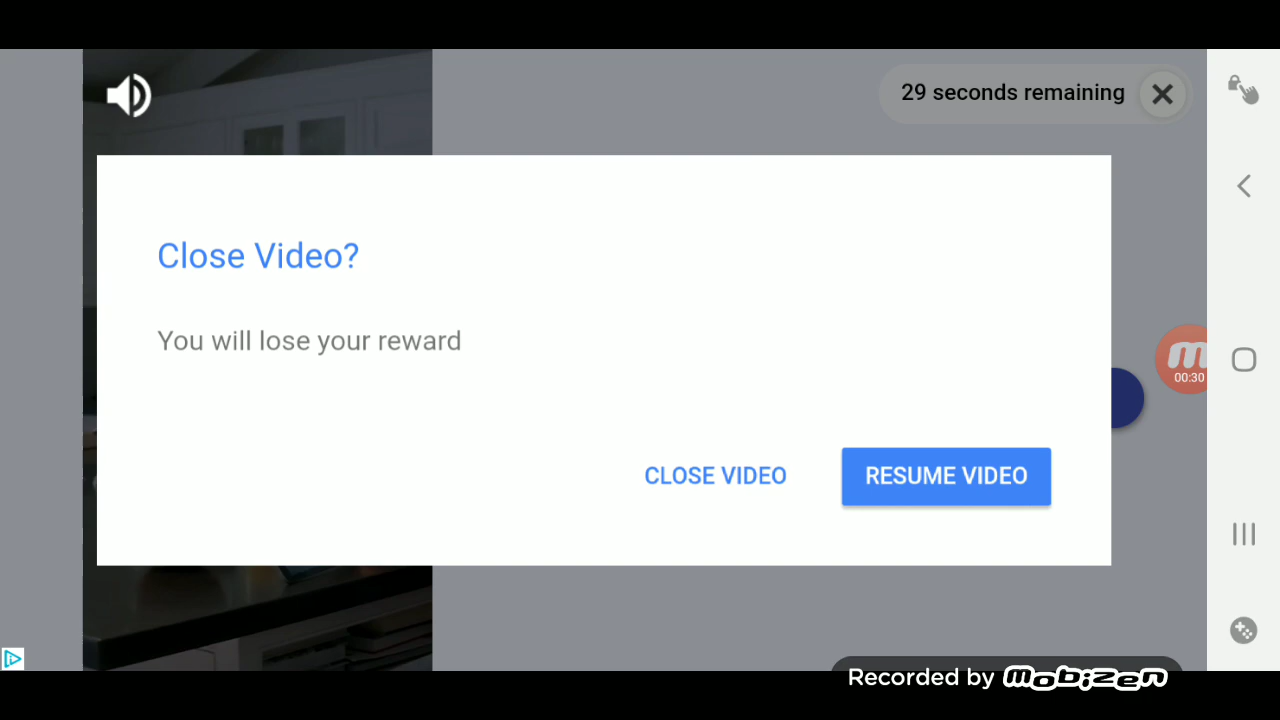 29 seconds remaining
Close Video?
You will lose your reward
00:30
CLOSE VIDEO
RESUME VIDEO
Recorded by mobizen